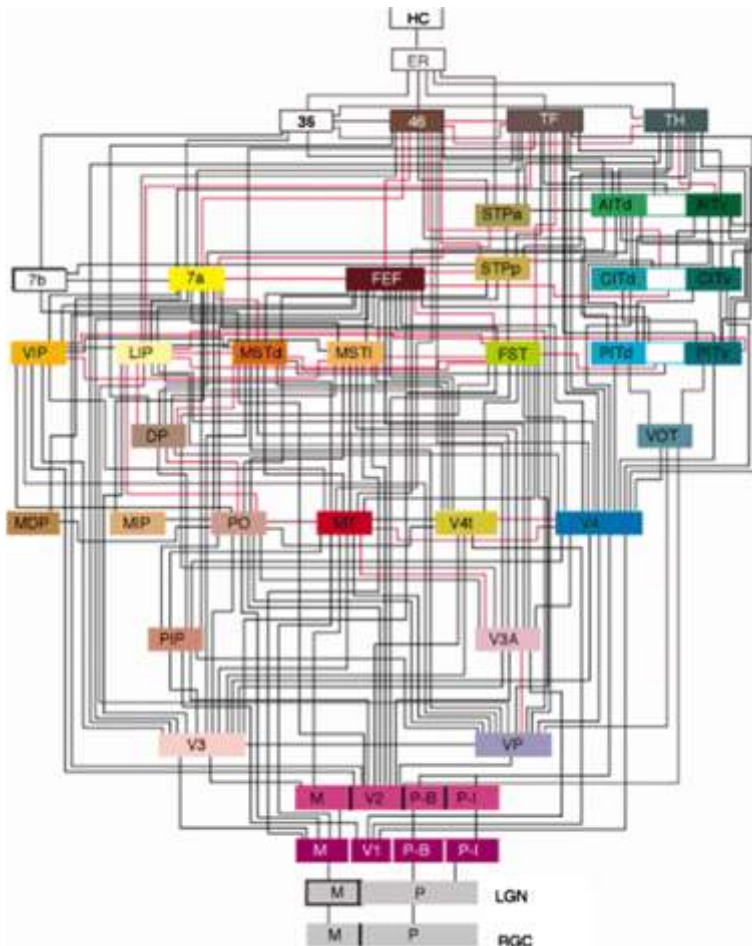 HC
ER
36 46 TF TH
STPa AITd AITv
7b 7a FEF STPp CITd CITv
VIP LIP MSTd MSTl FST PITd PITv
DP VOT
MDP MIP PO MT V4t V4
PIP V3A
V3 VP
M V2 P-B P-I
M V1 P-B P-I
M P LGN
M P RGC